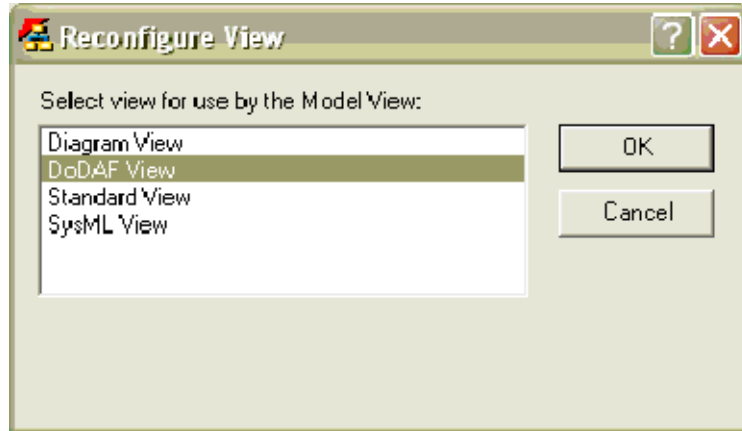 Reconfigure View
Select view for use by the Model View:
Diagram View
DoDAF View
Standard View
SysML View
OK
Cancel